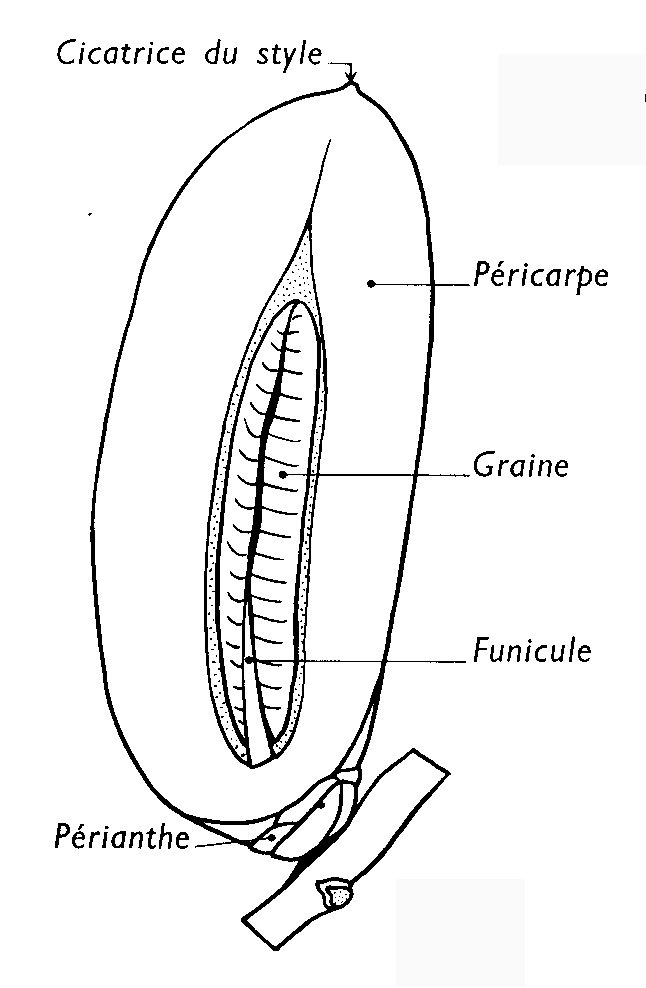 Cicatrice du style
Péricarpe
Graine
Funicule
Périanthe